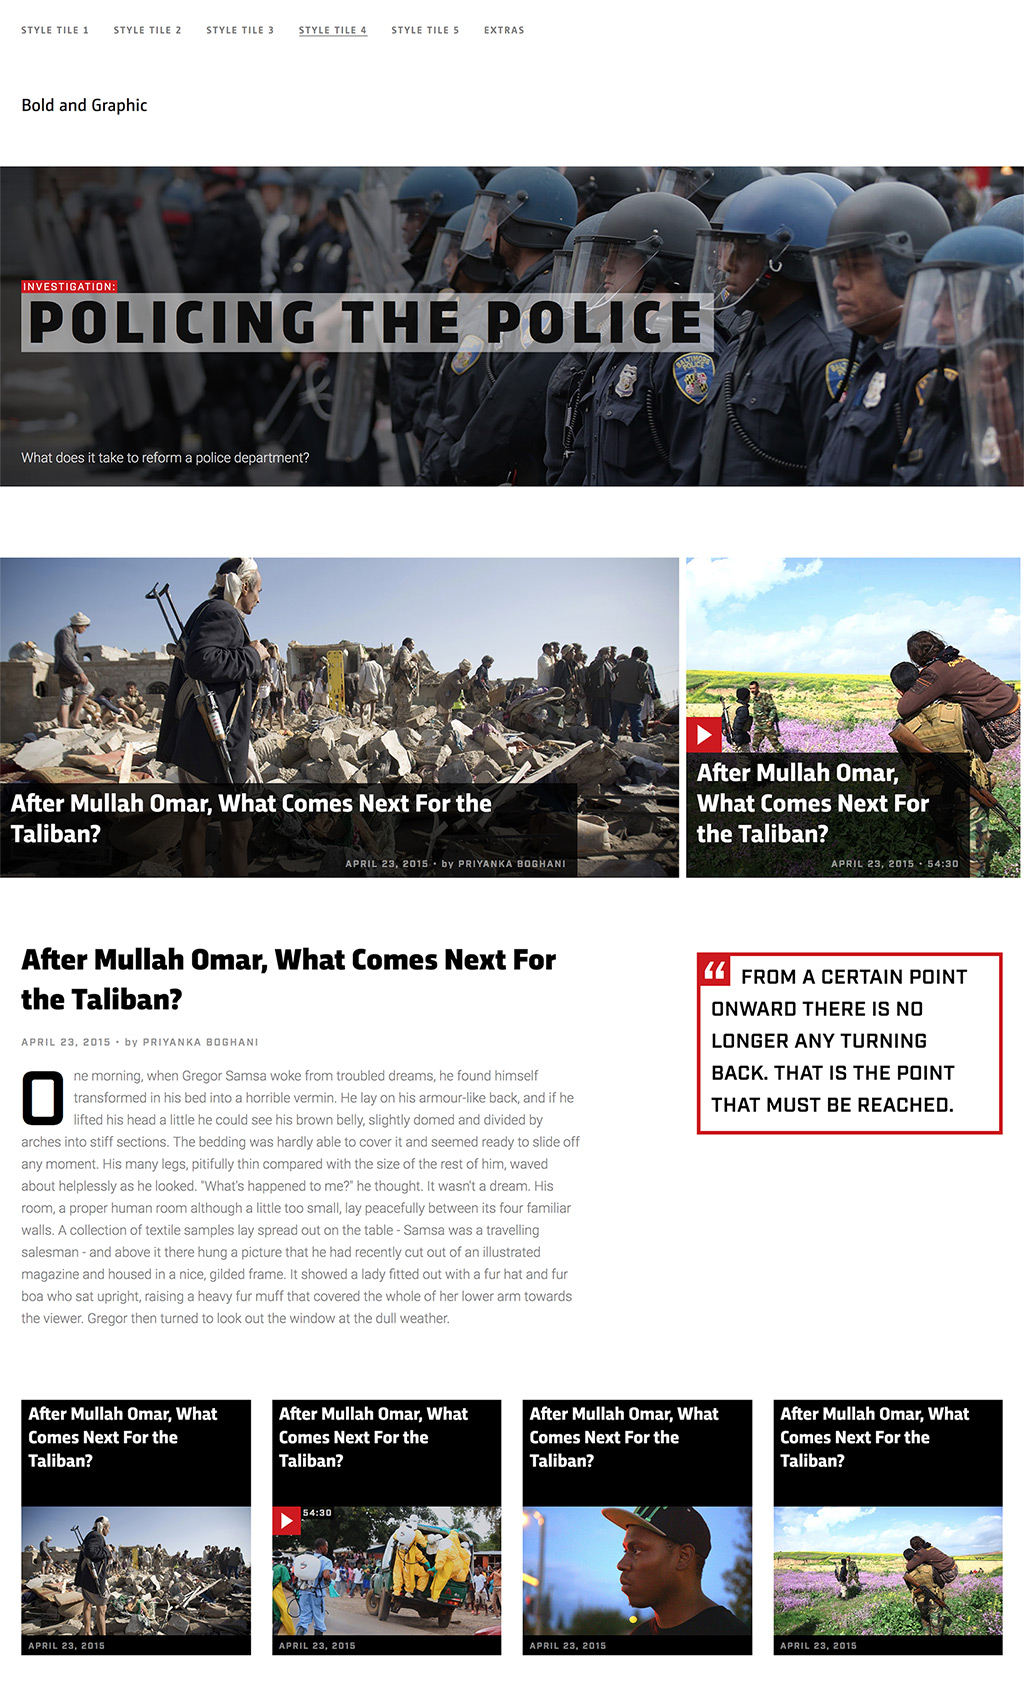 STYLE TILE 1 STYLE TILE 2 STYLE TILE 3 STYLE TILE 4 STYLE TILE 5 EXTRAS
Bold and Graphic
INVESTIGATION:
POLICING THE POLICE
BALTIMORE
POLICE
What does it take to reform a police department?
After Mullah Omar, What Comes Next For the
Taliban?
APRIL 23, 2015 • by PRIYANKA BOGHANI
After Mullah Omar,
What Comes Next For
the Taliban?
APRIL 23, 2015 • 54:30
After Mullah Omar, What Comes Next For
the Taliban?
APRIL 23, 2015 • by PRIYANKA BOGHANI
One morning, when Gregor Samsa woke from troubled dreams, he found himself
transformed in his bed into a horrible vermin. He lay on his armour-like back, and if he
lifted his head a little he could see his brown belly, slightly domed and divided by
arches into stiff sections. The bedding was hardly able to cover it and seemed ready to slide off
any moment. His many legs, pitifully thin compared with the size of the rest of him, waved
about helplessly as he looked. "What's happened to me?" he thought. It wasn't a dream. His
room, a proper human room although a little too small, lay peacefully between its four familiar
walls. A collection of textile samples lay spread out on the table - Samsa was a travelling
salesman - and above it there hung a picture that he had recently cut out of an illustrated
magazine and housed in a nice, gilded frame. It showed a lady fitted out with a fur hat and fur
boa who sat upright, raising a heavy fur muff that covered the whole of her lower arm towards
the viewer. Gregor then turned to look out the window at the dull weather.
“ FROM A CERTAIN POINT
ONWARD THERE IS NO
LONGER ANY TURNING
BACK. THAT IS THE POINT
THAT MUST BE REACHED.
After Mullah Omar, What
Comes Next For the
Taliban?
APRIL 23, 2015
After Mullah Omar, What
Comes Next For the
Taliban?
54:30
APRIL 23, 2015
After Mullah Omar, What
Comes Next For the
Taliban?
APRIL 23, 2015
After Mullah Omar, What
Comes Next For the
Taliban?
APRIL 23, 2015